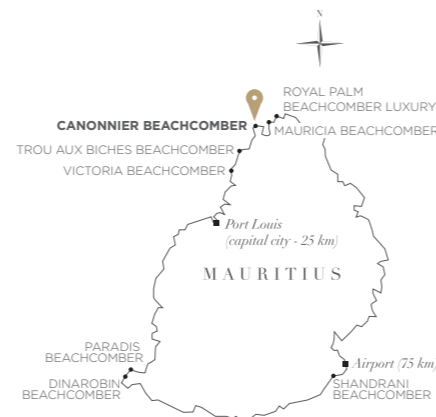 N
ROYAL PALM
BEACHCOMBER LUXURY
CANONNIER BEACHCOMBER
MAURICIA BEACHCOMBER
TROU AUX BICHES BEACHCOMBER
VICTORIA BEACHCOMBER
Port Louis
(capital city - 25 km)
MAURITIUS
PARADIS
BEACHCOMBER
Airport (75 km)
DINAROBIN
BEACHCOMBER
SHANDRANI
BEACHCOMBER